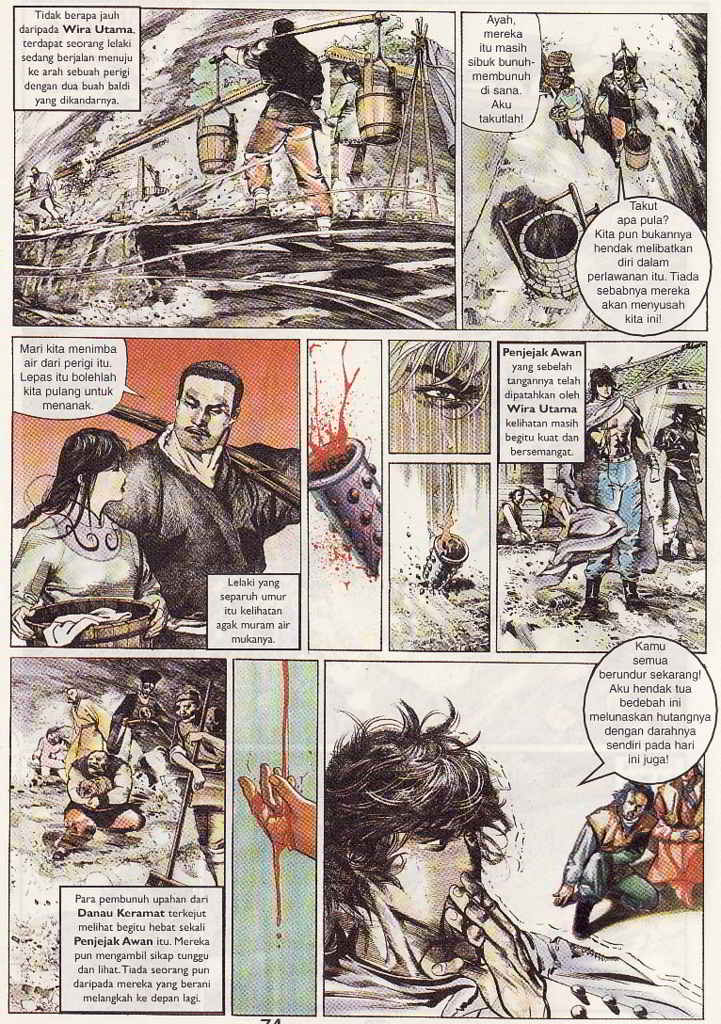 Tidak berapa jauh
daripada Wira Utama,
terdapat seorang lelaki
sedang berjalan menuju
ke arah sebuah perigi
dengan dua buah baldi
yang dikandarnya.
Ayah,
mereka
itu masih
sibuk bunuh-
membunuh
di sana.
Aku
takutlah!
Takut
apa pula?
Kita pun bukannya
hendak melibatkan
diri dalam
perlawanan itu. Tiada
sebabnya mereka
akan menyusah
kita ini!
Mari kita menimba
air dari perigi itu.
Lepas itu bolehlah
kita pulang untuk
menanak.
Lelaki yang
separuh umur
itu kelihatan
agak muram air
mukanya.
Penjejak Awan
yang sebelah
tangannya telah
dipatahkan oleh
Wira Utama
kelihatan masih
begitu kuat dan
bersemangat.
Para pembunuh upahan dari
Danau Keramat terkejut
melihat begitu hebat sekali
Penjejak Awan itu. Mereka
pun mengambil sikap tunggu
dan lihat. Tiada seorang pun
daripada mereka yang berani
melangkah ke depan lagi.
Kamu
semua
berundur sekarang!
Aku hendak tua
bedebah ini
melunaskan hutangnya
dengan darahnya
sendiri pada hari
ini juga!
74